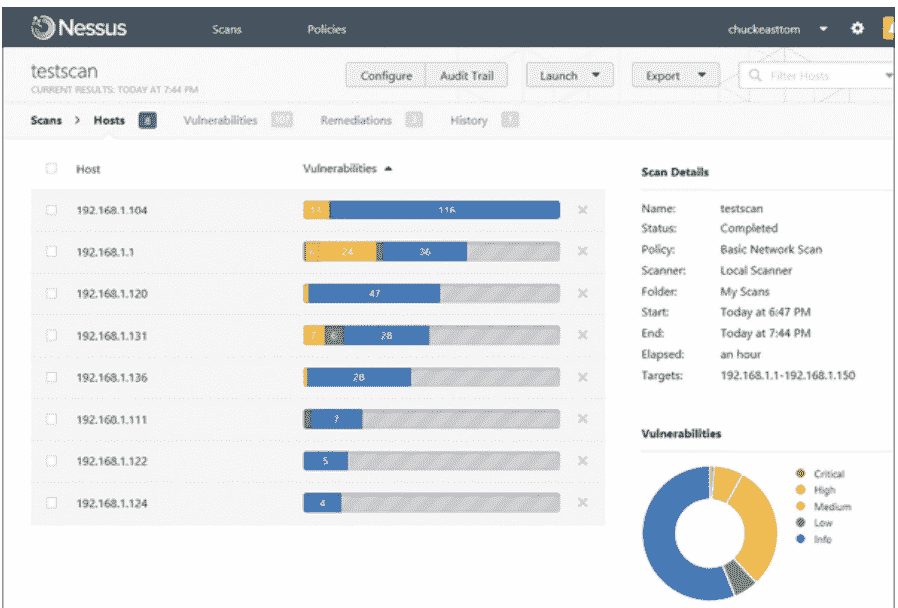 Nessus Scans Policies chuckeasttom
testscan
CURRENT RESULTS: TODAY AT 7:44 PM
Configure Audit Trail Launch Export Filter Hosts
Scans > Hosts 8 Vulnerabilities Remediations History
Host Vulnerabilities
192.168.1.104 13 116
192.168.1.1 24 36
192.168.1.120 47
192.168.1.131 7 6 28
192.168.1.136 28
192.168.1.111 7
192.168.1.122 5
192.168.1.124 4
Scan Details
Name: testscan
Status: Completed
Policy: Basic Network Scan
Scanner: Local Scanner
Folder: My Scans
Start: Today at 6:47 PM
End: Today at 7:44 PM
Elapsed: an hour
Targets: 192.168.1.1-192.168.1.150
Vulnerabilities
Critical
High
Medium
Low
Info